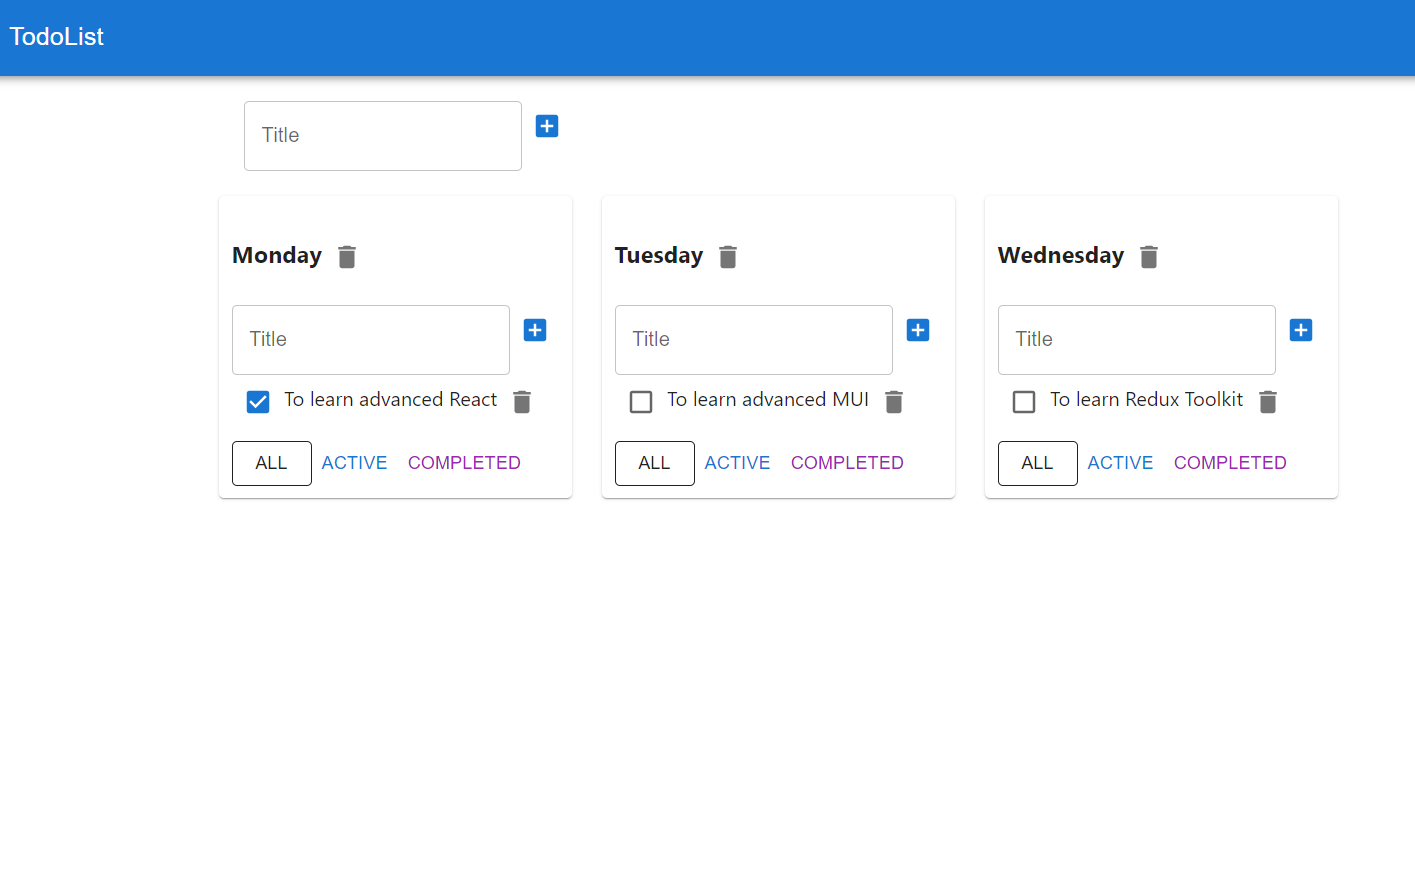 TodoList
Title
Monday
Title
To learn advanced React
ALL ACTIVE COMPLETED
Tuesday
Title
To learn advanced MUI
ALL ACTIVE COMPLETED
Wednesday
Title
To learn Redux Toolkit
ALL ACTIVE COMPLETED